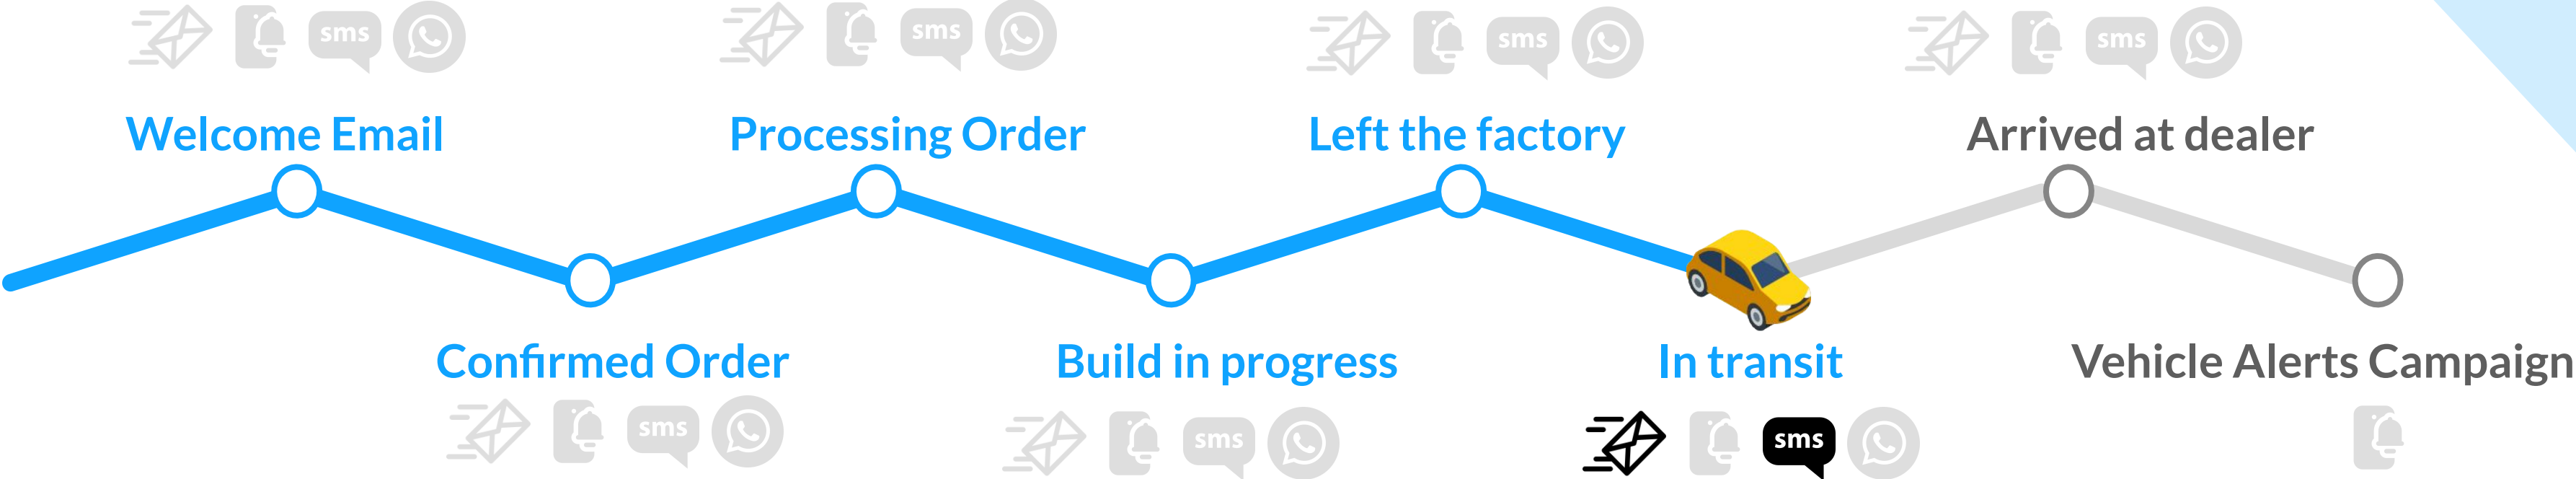 sms
sms
sms
sms
Welcome Email
Processing Order
Left the factory
Arrived at dealer
Confirmed Order
Build in progress
In transit
Vehicle Alerts Campaign
sms
sms
sms